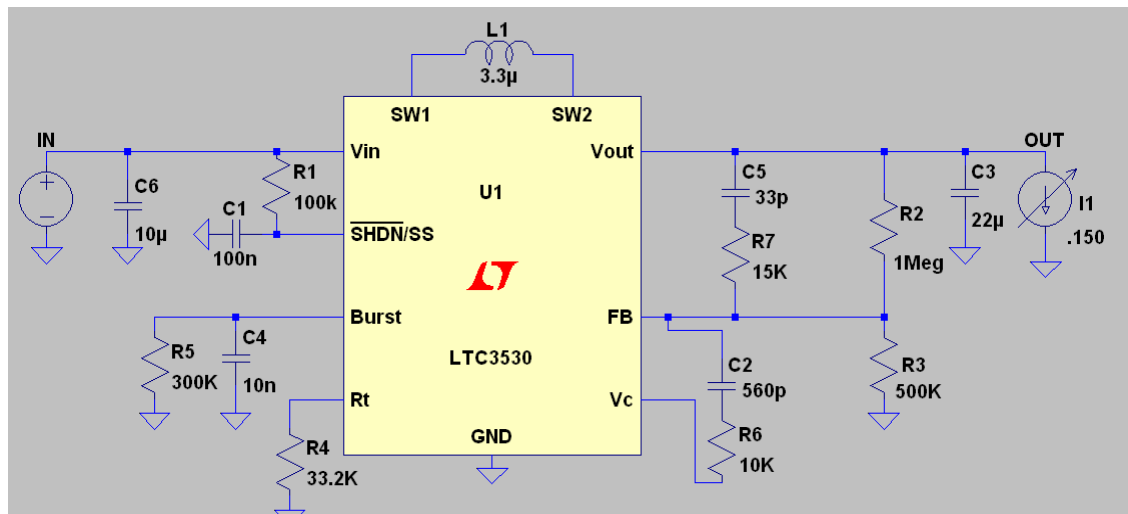 L1
3.3µ
SW1 SW2
IN
OUT
Vin
Vout
C6
10µ
R1
100k
C1
100n
SHDN/SS
U1
C5
33p
R7
15K
R2
1Meg
C3
22µ
I1
.150
Burst
FB
R5
300K
C4
10n
LTC3530
C2
560p
R3
500K
Rt
Vc
R4
33.2K
GND
R6
10K